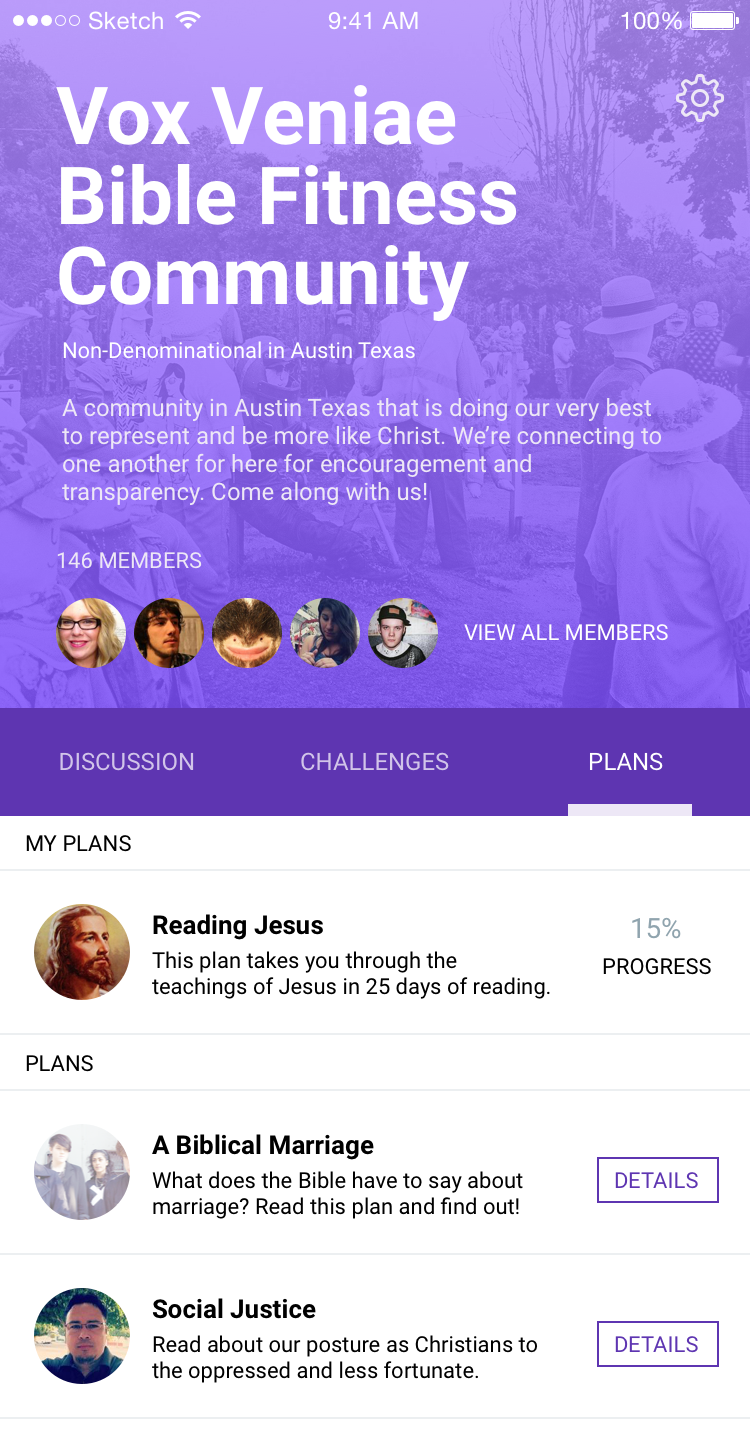 Sketch 9:41 AM 100%
Vox Veniae
Bible Fitness
Community
Non-Denominational in Austin Texas
A community in Austin Texas that is doing our very best
to represent and be more like Christ. We’re connecting to
one another for here for encouragement and
transparency. Come along with us!
146 MEMBERS
VIEW ALL MEMBERS
DISCUSSION CHALLENGES PLANS
MY PLANS
Reading Jesus
This plan takes you through the
teachings of Jesus in 25 days of reading.
15%
PROGRESS
PLANS
A Biblical Marriage
What does the Bible have to say about
marriage? Read this plan and find out!
DETAILS
Social Justice
Read about our posture as Christians to
the oppressed and less fortunate.
DETAILS